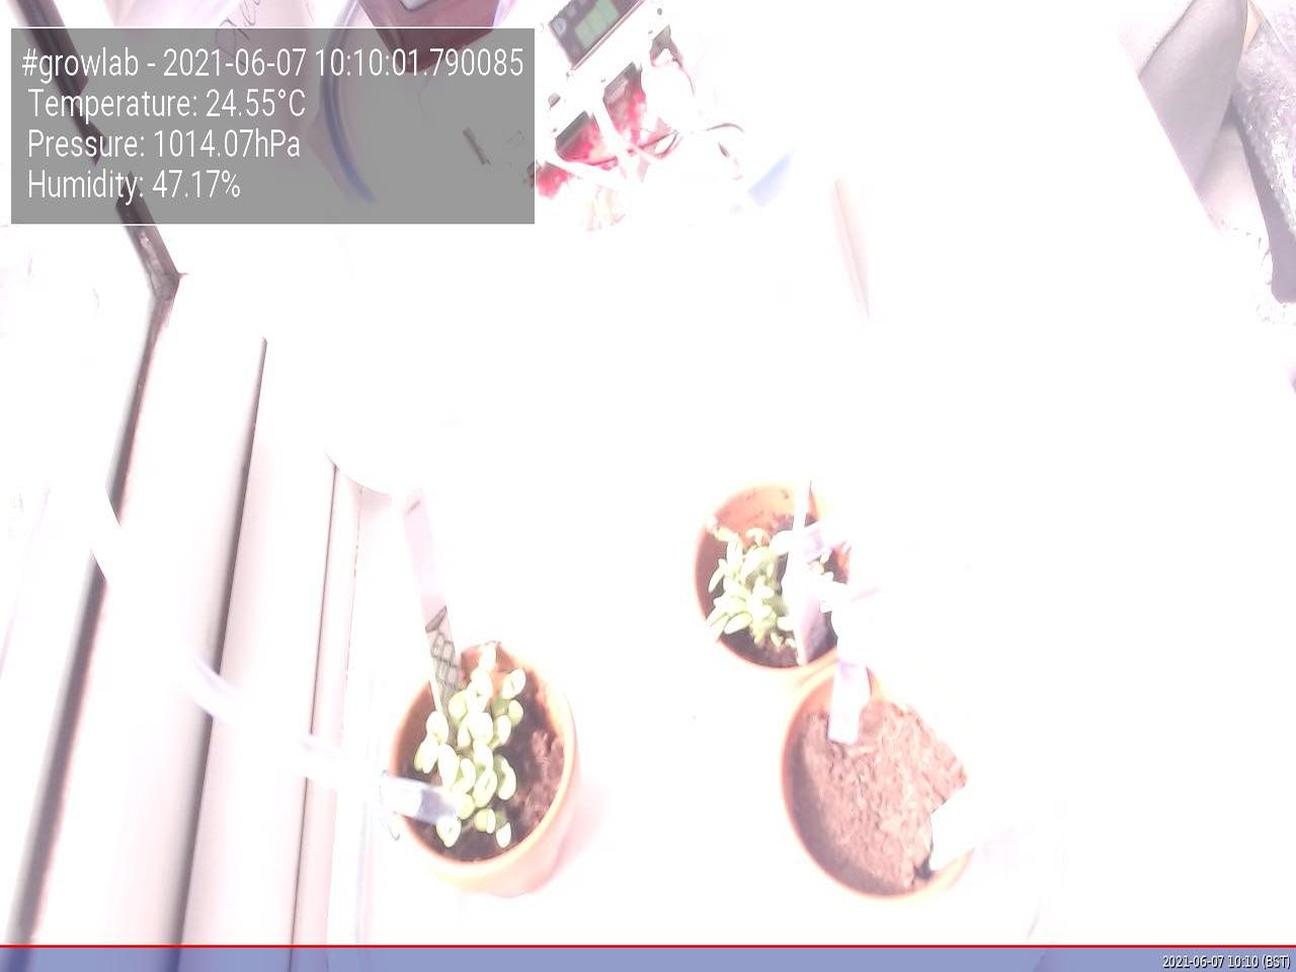 #growlab - 2021-06-07 10:10:01.790085
Temperature: 24.55°C
Pressure: 1014.07hPa
Humidity: 47.17%
2021-06-07 10:10 (BST)